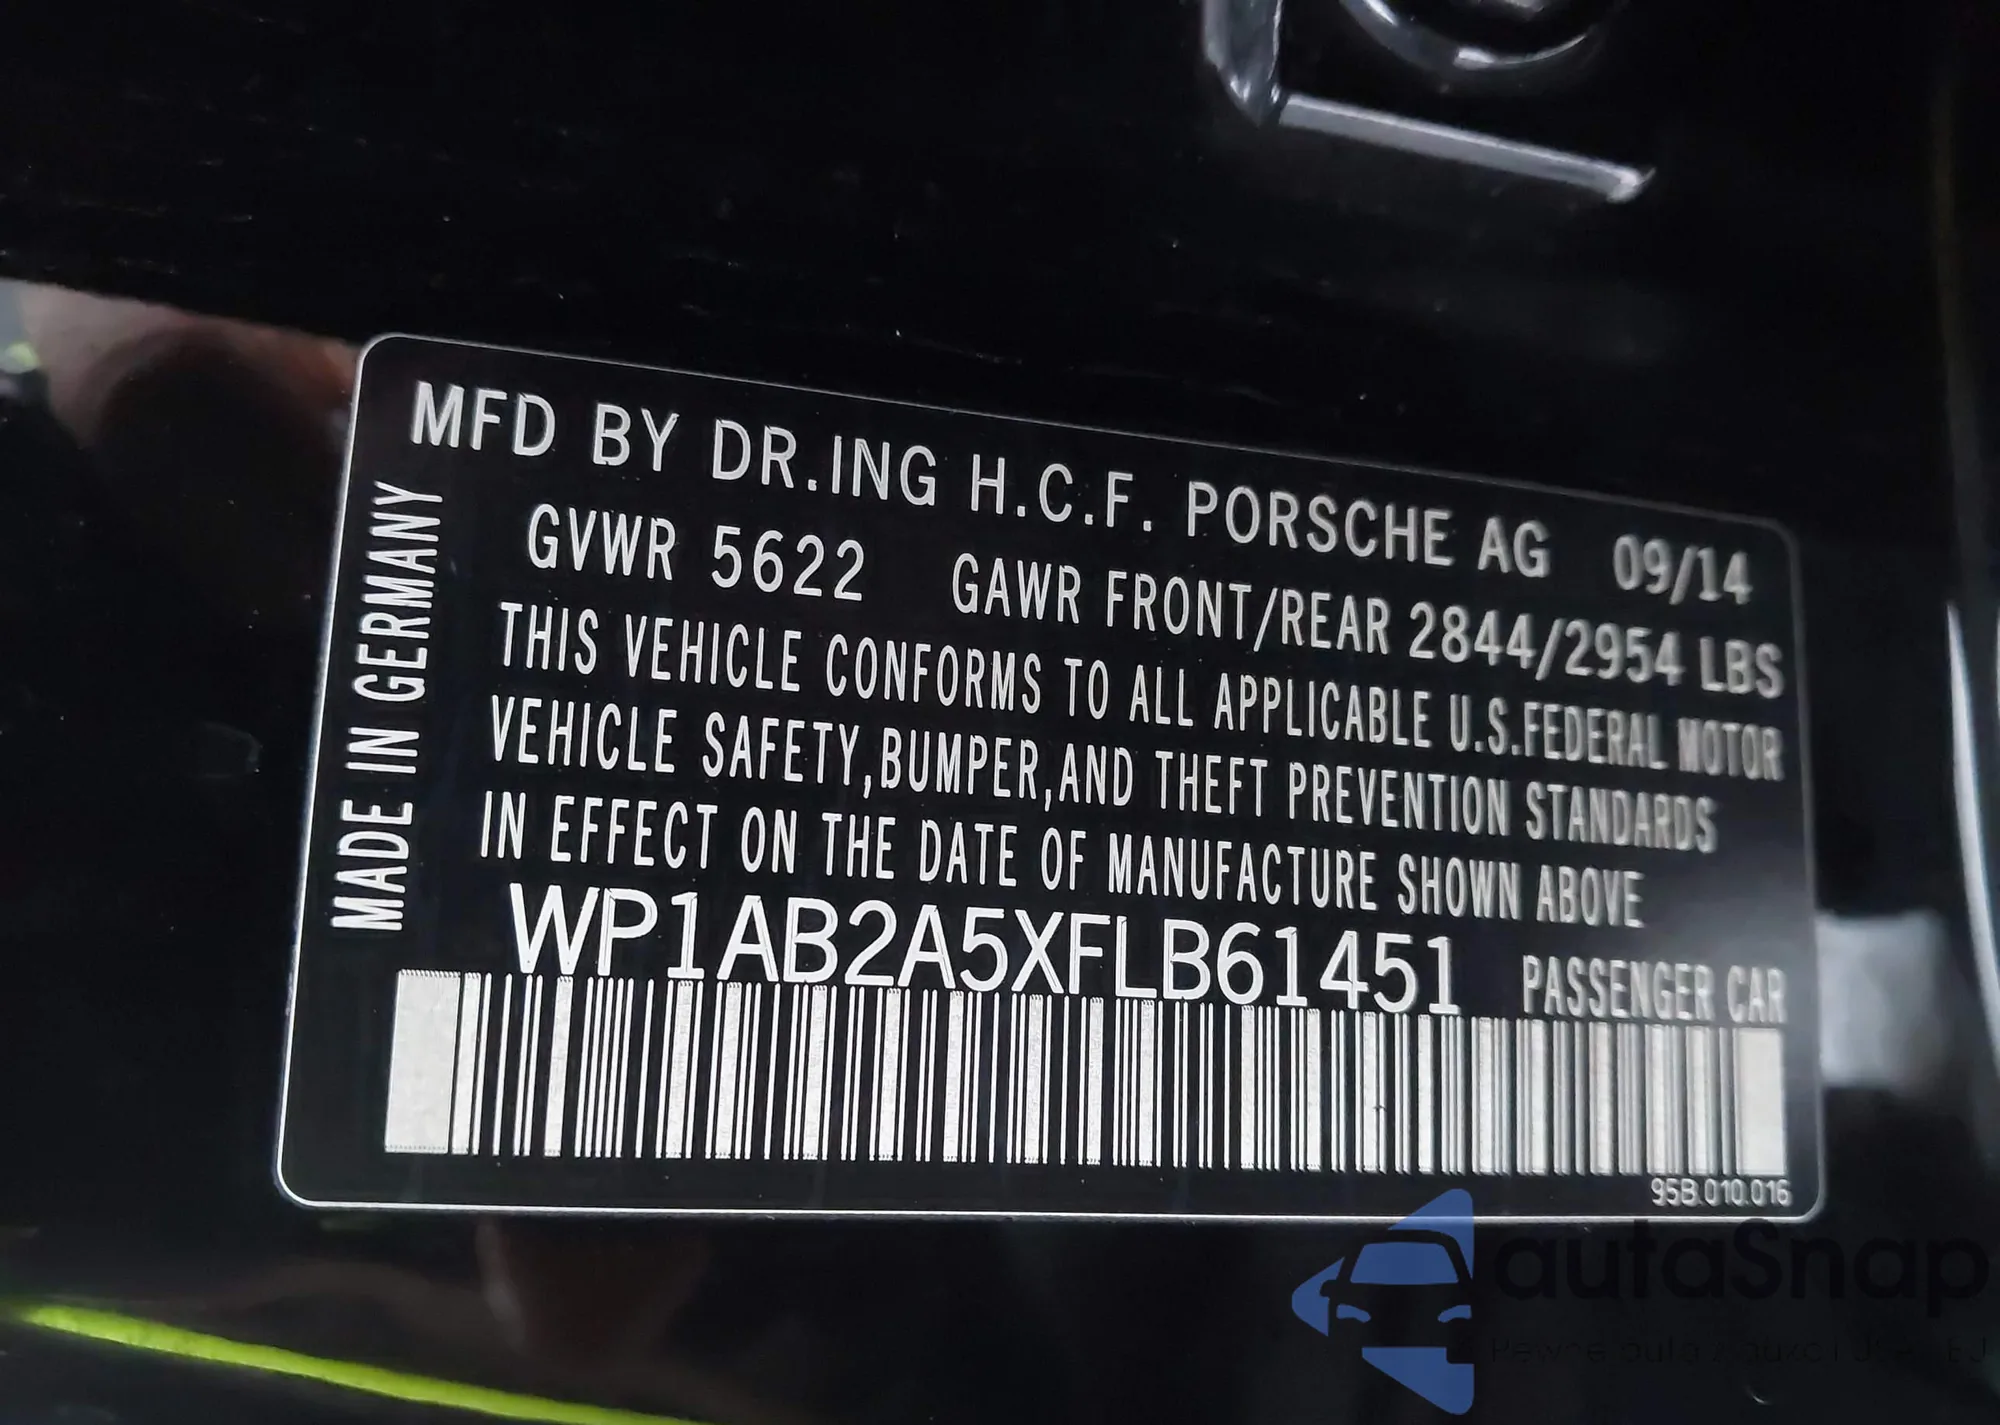 MFD BY DR.ING H.C.F. PORSCHE AG 09/14
GVWR 5622 GAWR FRONT/REAR 2844/2954 LBS
THIS VEHICLE CONFORMS TO ALL APPLICABLE U.S.FEDERAL MOTOR
VEHICLE SAFETY,BUMPER,AND THEFT PREVENTION STANDARDS
IN EFFECT ON THE DATE OF MANUFACTURE SHOWN ABOVE
WP1AB2A5XFLB61451 PASSENGER CAR
MADE IN GERMANY
95B.010.016
autaSnap